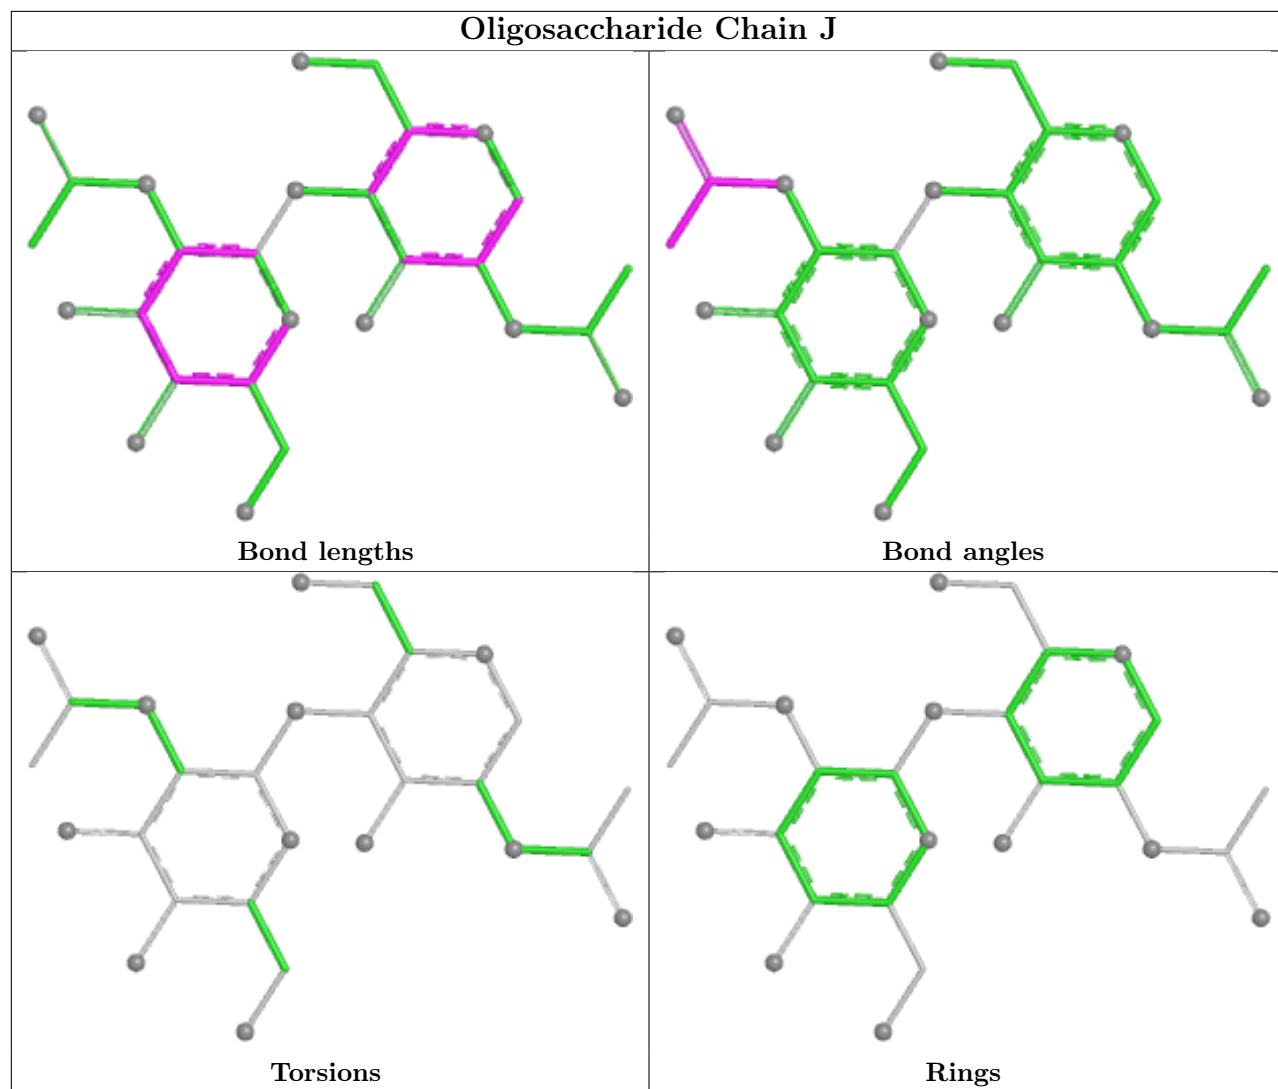 Oligosaccharide Chain J
Bond lengths
Bond angles
Torsions
Rings